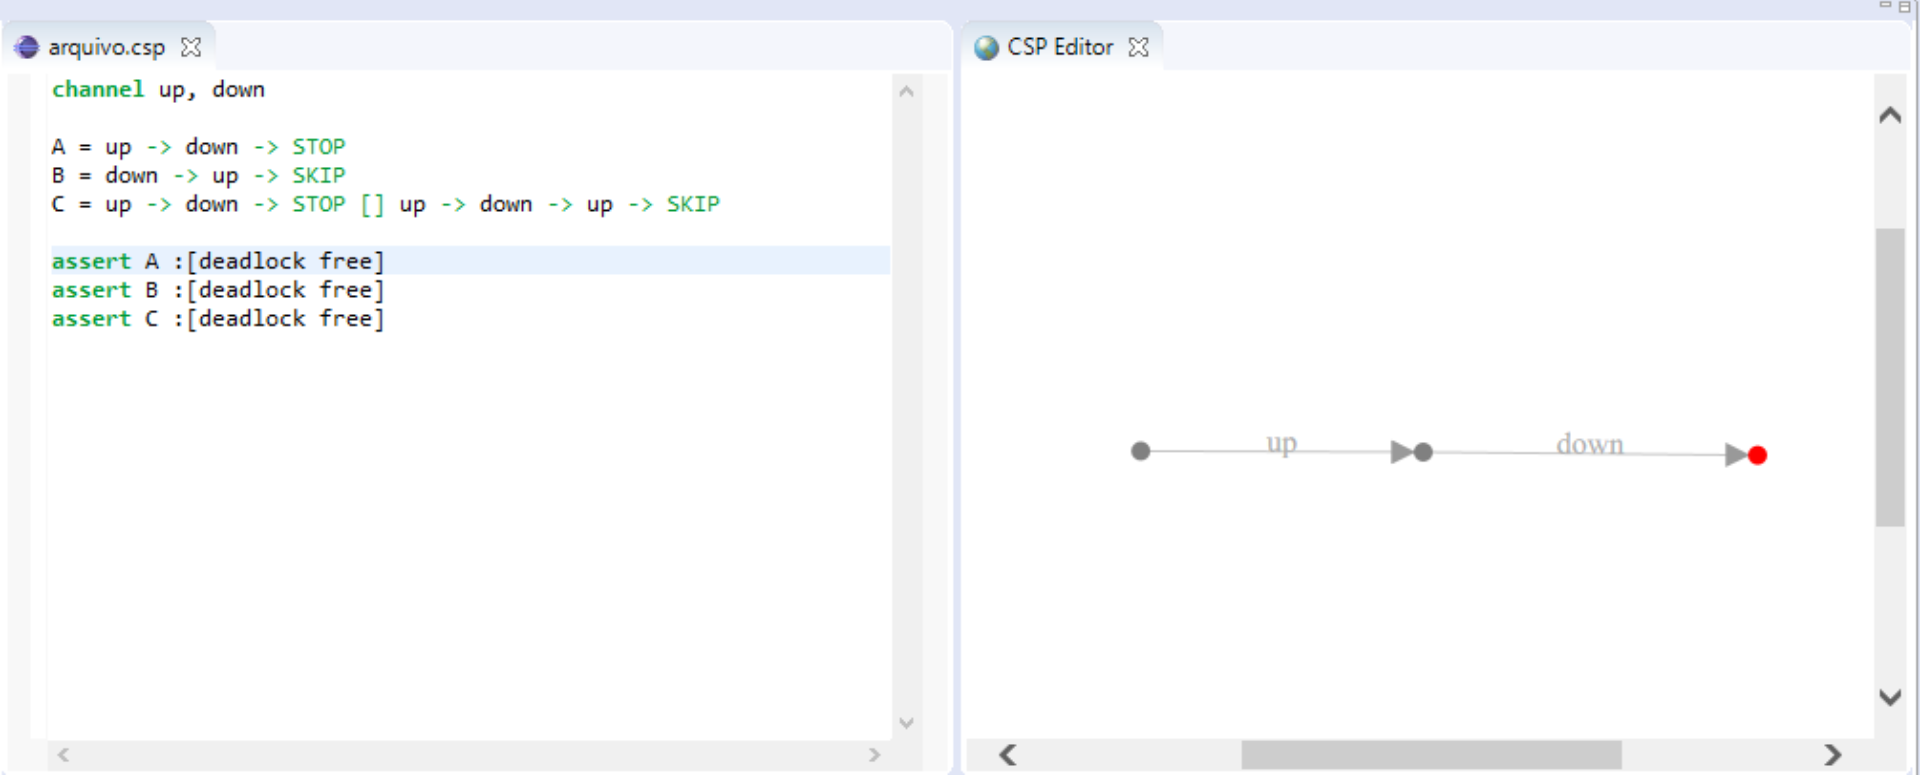 arquivo.csp
channel up, down
A = up -> down -> STOP
B = down -> up -> SKIP
C = up -> down -> STOP [] up -> down -> up -> SKIP
assert A :[deadlock free]
assert B :[deadlock free]
assert C :[deadlock free]
CSP Editor
up
down